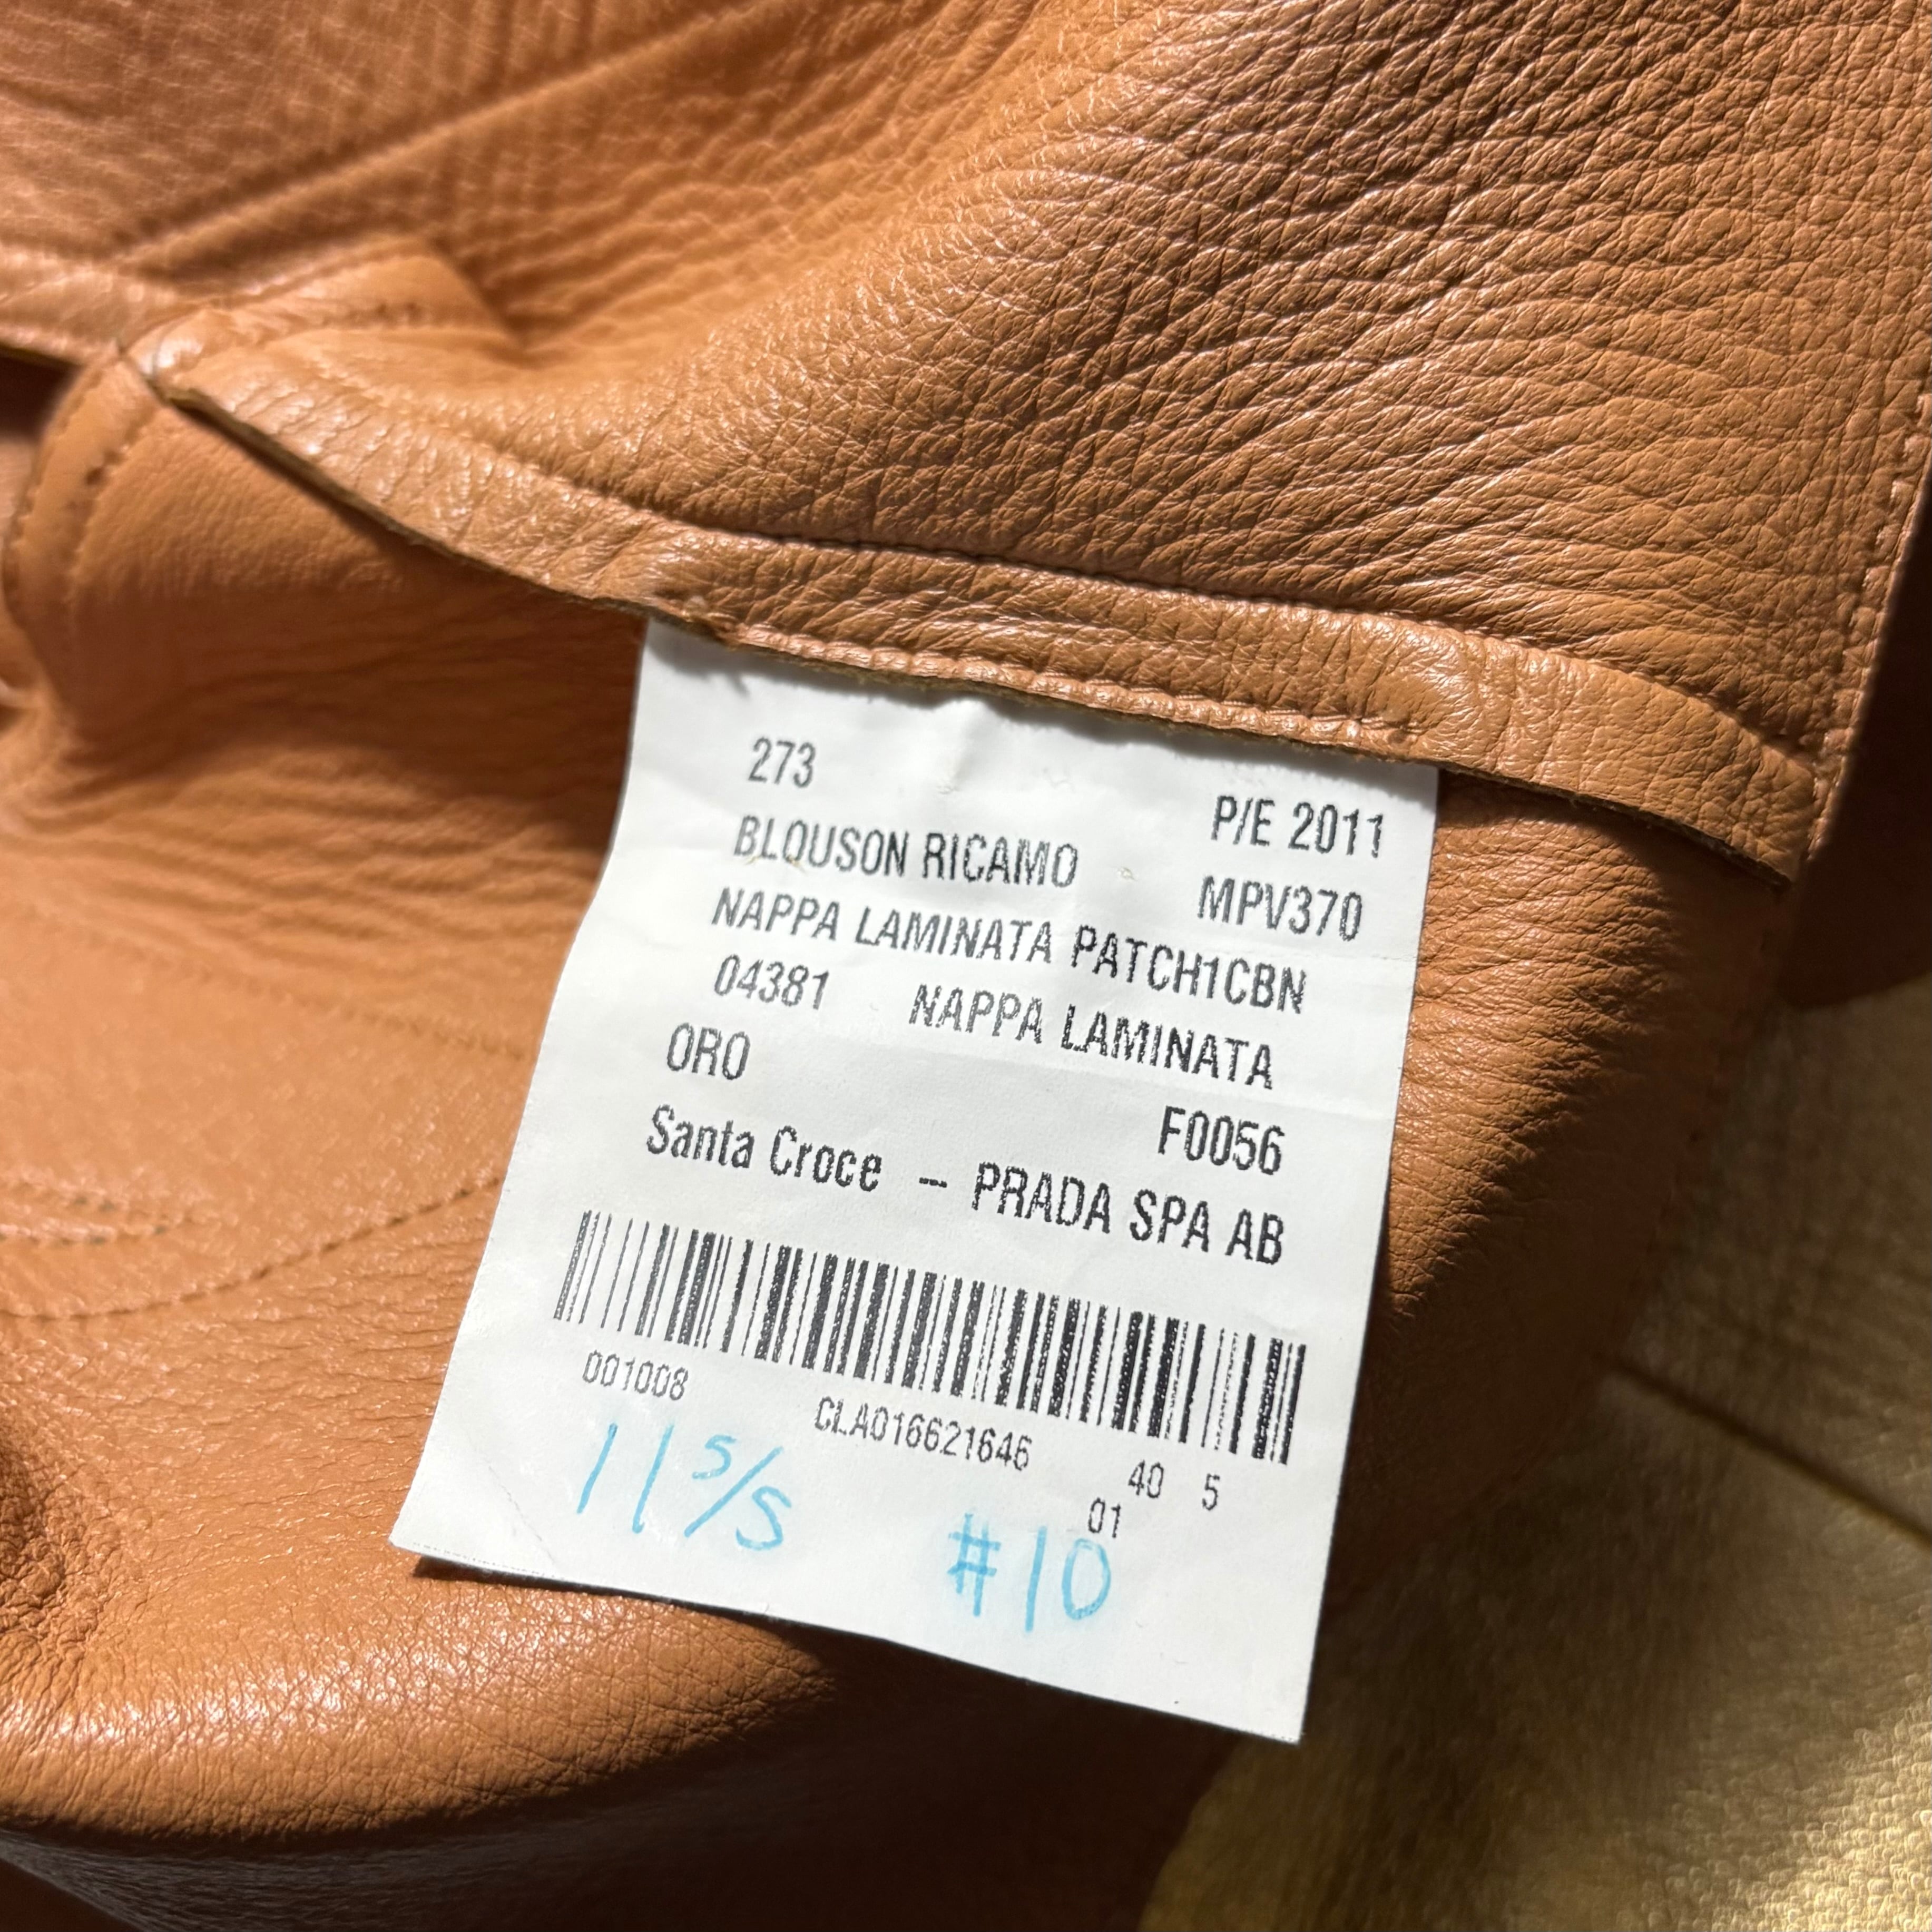 273 P/E 2011
BLOUSON RICAMO MPV370
NAPPA LAMINATA PATCH1CBN
04381 NAPPA LAMINATA
ORO F0056
Santa Croce - PRADA SPA AB
001008 CLA016621646 40 5
01
11 S/S #10